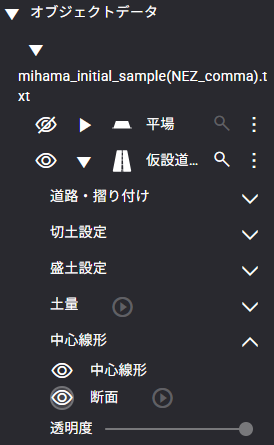 オブジェクトデータ
mihama_initial_sample(NEZ_comma).t
xt
平場
仮設道...
道路・摺り付け
切土設定
盛土設定
土量
中心線形
中心線形
断面
透明度